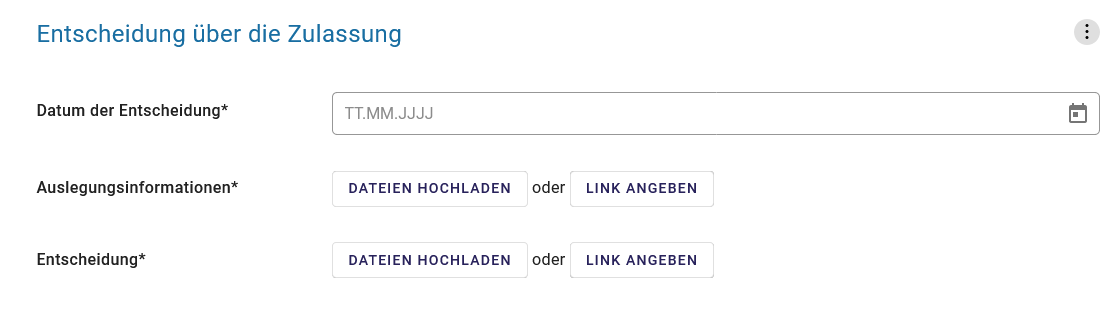 Entscheidung über die Zulassung
Datum der Entscheidung* TT.MM.JJJJ
Auslegungsinformationen* DATEIEN HOCHLADEN oder LINK ANGEBEN
Entscheidung* DATEIEN HOCHLADEN oder LINK ANGEBEN